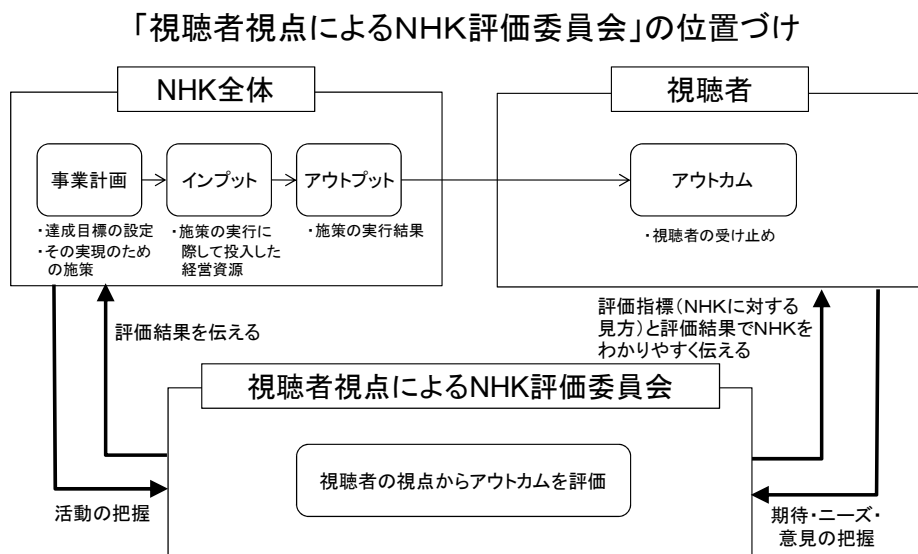 「視聴者視点によるNHK評価委員会」の位置づけ
NHK全体
視聴者
事業計画
インプット
アウトプット
アウトカム
・達成目標の設定
・その実現のため
の施策
・施策の実行に
際して投入した
経営資源
・施策の実行結果
・視聴者の受け止め
評価結果を伝える
評価指標(NHKに対する
見方)と評価結果でNHKを
わかりやすく伝える
視聴者視点によるNHK評価委員会
視聴者の視点からアウトカムを評価
活動の把握
期待・ニーズ・
意見の把握